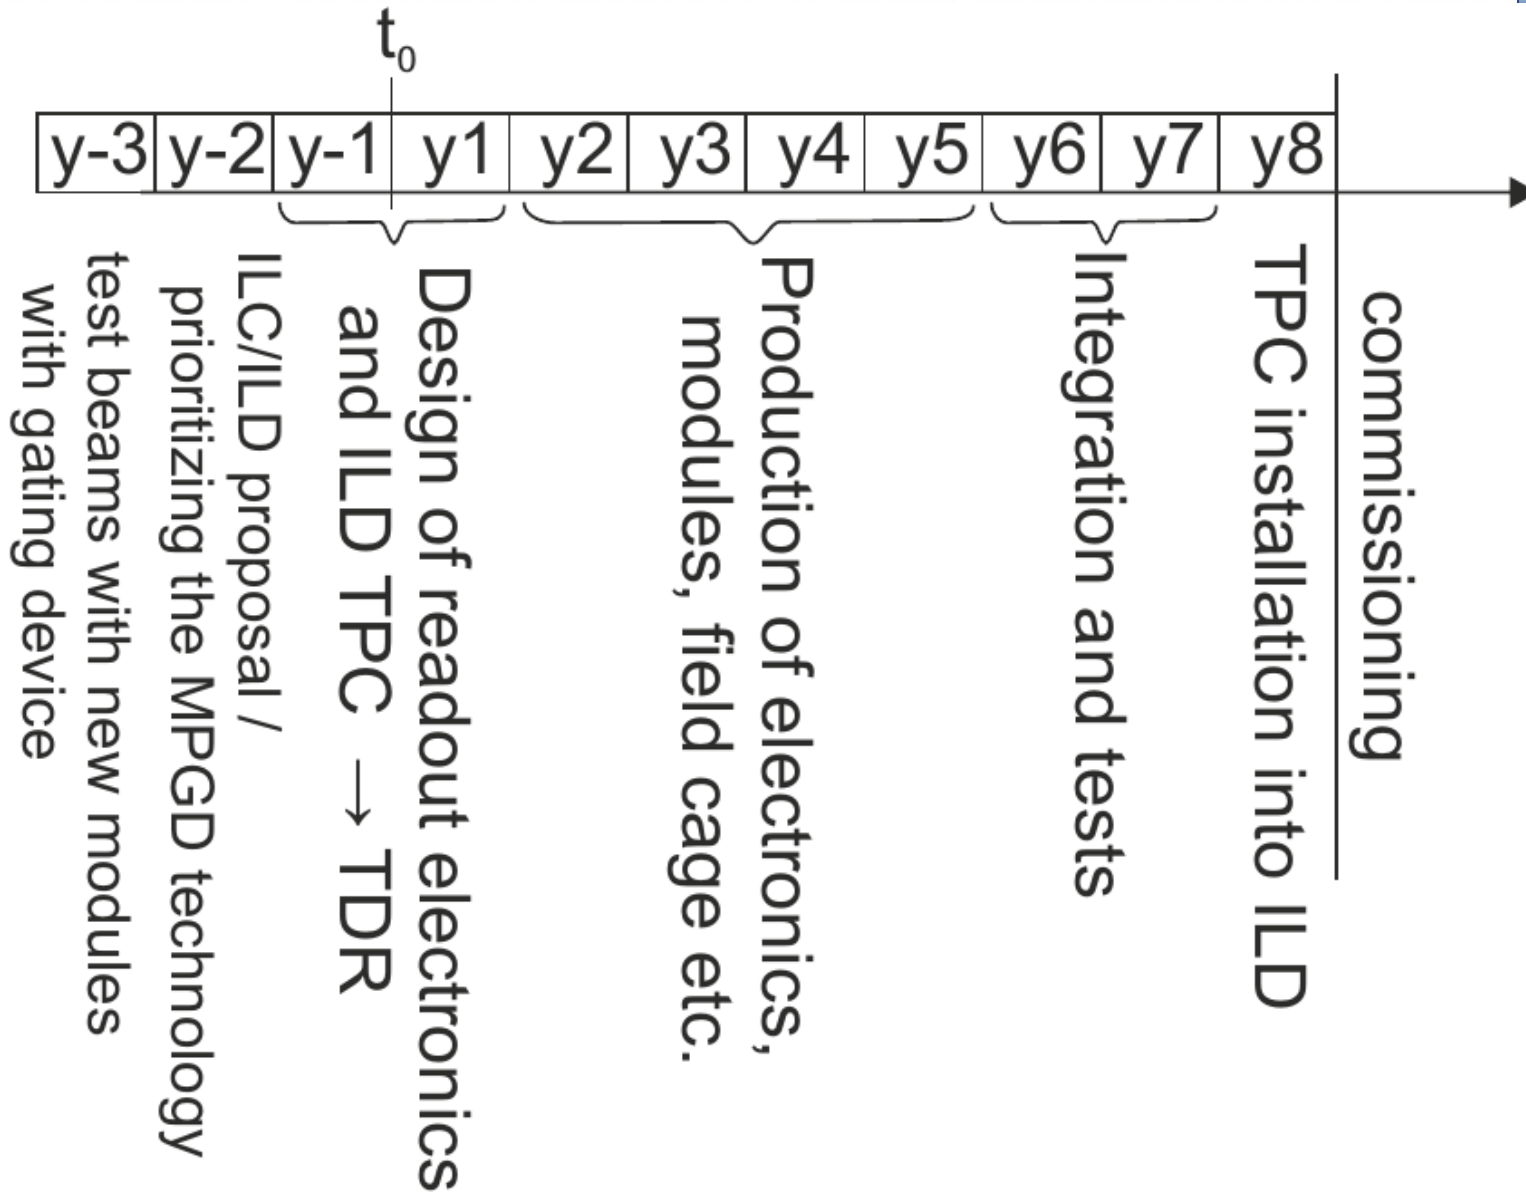 t0
y-3 y-2 y-1 y1 y2 y3 y4 y5 y6 y7 y8
test beams with new modules
with gating device
ILC/ILD proposal /
prioritizing the MPGD technology
Design of readout electronics
and ILD TPC → TDR
Production of electronics,
modules, field cage etc.
Integration and tests
TPC installation into ILD
commissioning